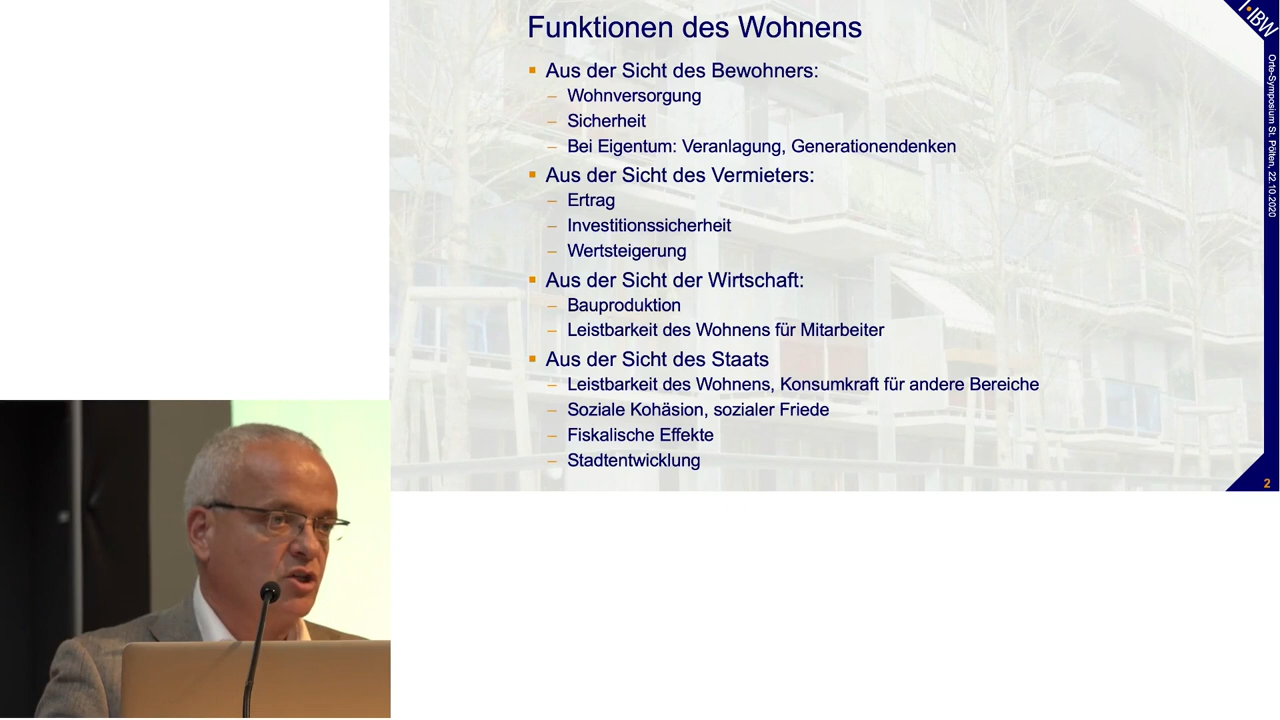 Funktionen des Wohnens
▪ Aus der Sicht des Bewohners:
– Wohnversorgung
– Sicherheit
– Bei Eigentum: Veranlagung, Generationendenken
▪ Aus der Sicht des Vermieters:
– Ertrag
– Investitionssicherheit
– Wertsteigerung
▪ Aus der Sicht der Wirtschaft:
– Bauproduktion
– Leistbarkeit des Wohnens für Mitarbeiter
▪ Aus der Sicht des Staats
– Leistbarkeit des Wohnens, Konsumkraft für andere Bereiche
– Soziale Kohäsion, sozialer Friede
– Fiskalische Effekte
– Stadtentwicklung
IBW
Orte-Symposium St. Pölten, 22.10.2020
2